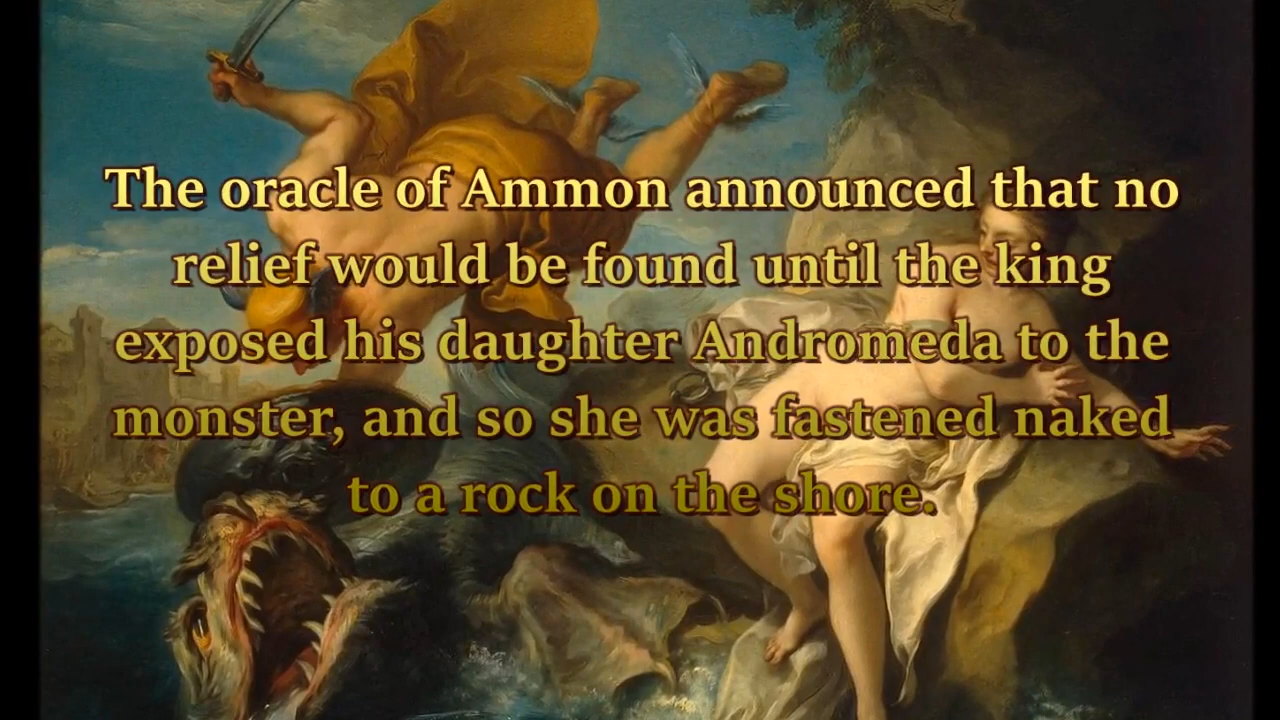 The oracle of Ammon announced that no
relief would be found until the king
exposed his daughter Andromeda to the
monster, and so she was fastened naked
to a rock on the shore.